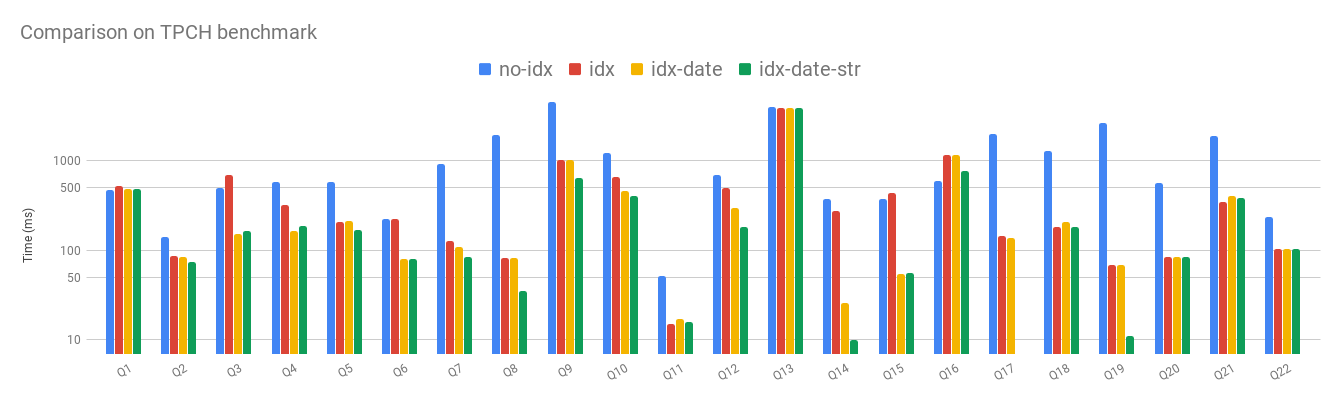 Comparison on TPCH benchmark
no-idx idx idx-date idx-date-str
Time (ms)
1000
500
100
50
10
Q1 Q2 Q3 Q4 Q5 Q6 Q7 Q8 Q9 Q10 Q11 Q12 Q13 Q14 Q15 Q16 Q17 Q18 Q19 Q20 Q21 Q22